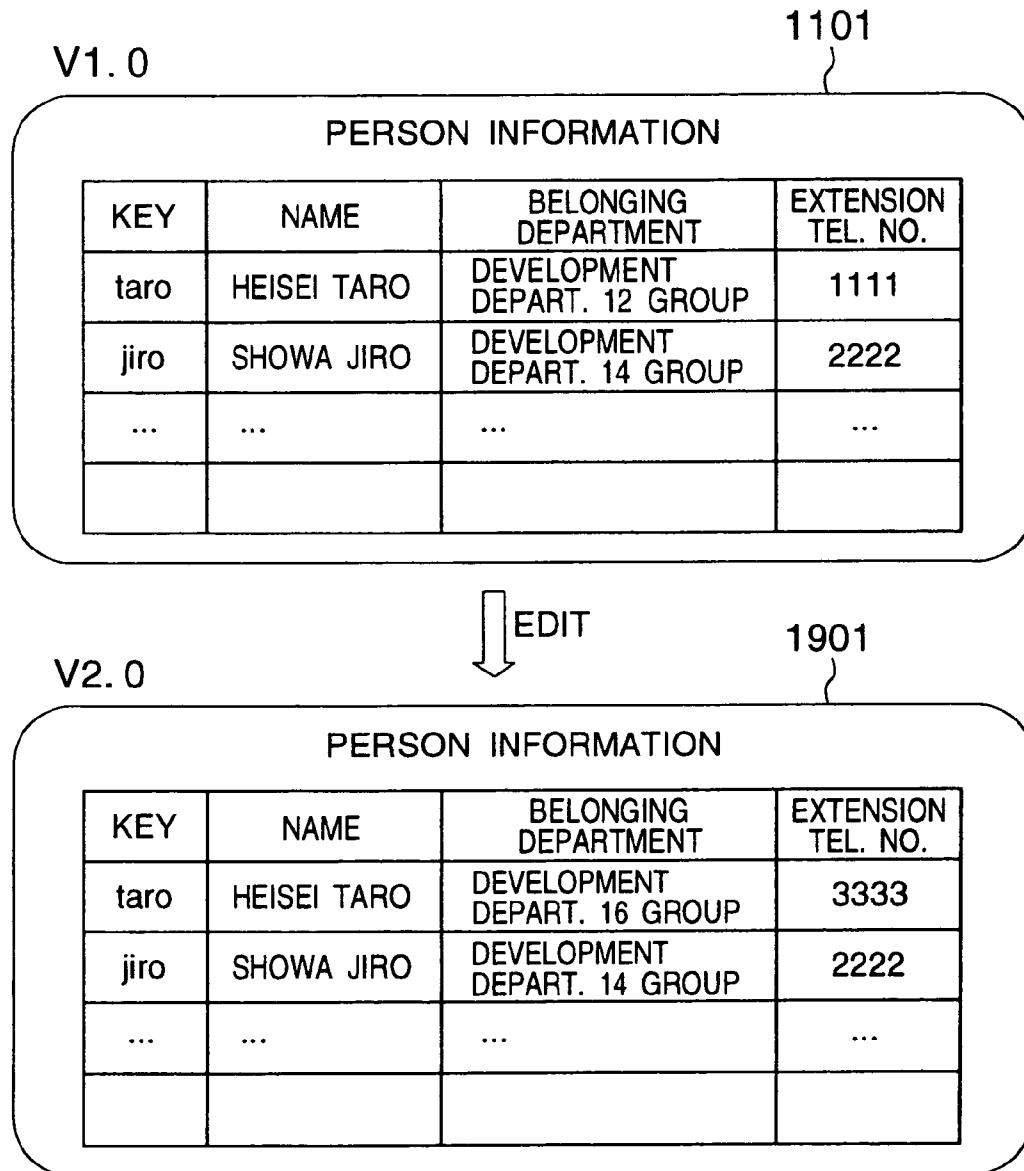 1101
V1.0
PERSON INFORMATION
KEY NAME BELONGING DEPARTMENT EXTENSION TEL. NO.
taro HEISEI TARO DEVELOPMENT DEPART. 12 GROUP 1111
jiro SHOWA JIRO DEVELOPMENT DEPART. 14 GROUP 2222
... ... ... ...
EDIT
1901
V2.0
PERSON INFORMATION
KEY NAME BELONGING DEPARTMENT EXTENSION TEL. NO.
taro HEISEI TARO DEVELOPMENT DEPART. 16 GROUP 3333
jiro SHOWA JIRO DEVELOPMENT DEPART. 14 GROUP 2222
... ... ... ...